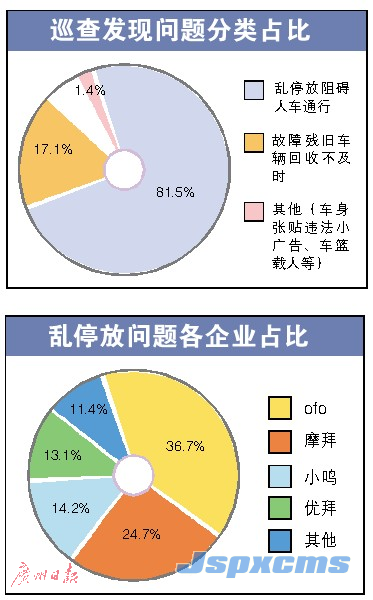 巡查发现问题分类占比
1.4%
17.1%
81.5%
乱停放阻碍
人车通行
故障残旧车
辆回收不及
时
其他{车身
张贴违法小
广告、车篮
载人等}
乱停放问题各企业占比
11.4%
36.7%
13.1%
14.2%
24.7%
ofo
摩拜
小鸣
优拜
其他
广州日报
Jspxcms